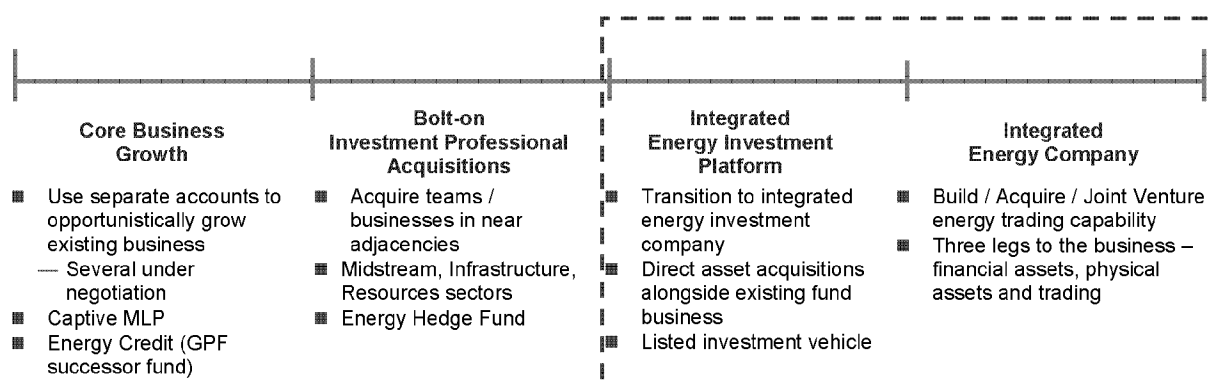 Core Business
Growth
■ Use separate accounts to
opportunistically grow
existing business
— Several under
negotiation
■ Captive MLP
■ Energy Credit (GPF
successor fund)
Bolt-on
Investment Professional
Acquisitions
■ Acquire teams /
businesses in near
adjacencies
■ Midstream, Infrastructure,
Resources sectors
■ Energy Hedge Fund
Integrated
Energy Investment
Platform
■ Transition to integrated
energy investment
company
■ Direct asset acquisitions
alongside existing fund
business
■ Listed investment vehicle
Integrated
Energy Company
■ Build / Acquire / Joint Venture
energy trading capability
■ Three legs to the business –
financial assets, physical
assets and trading